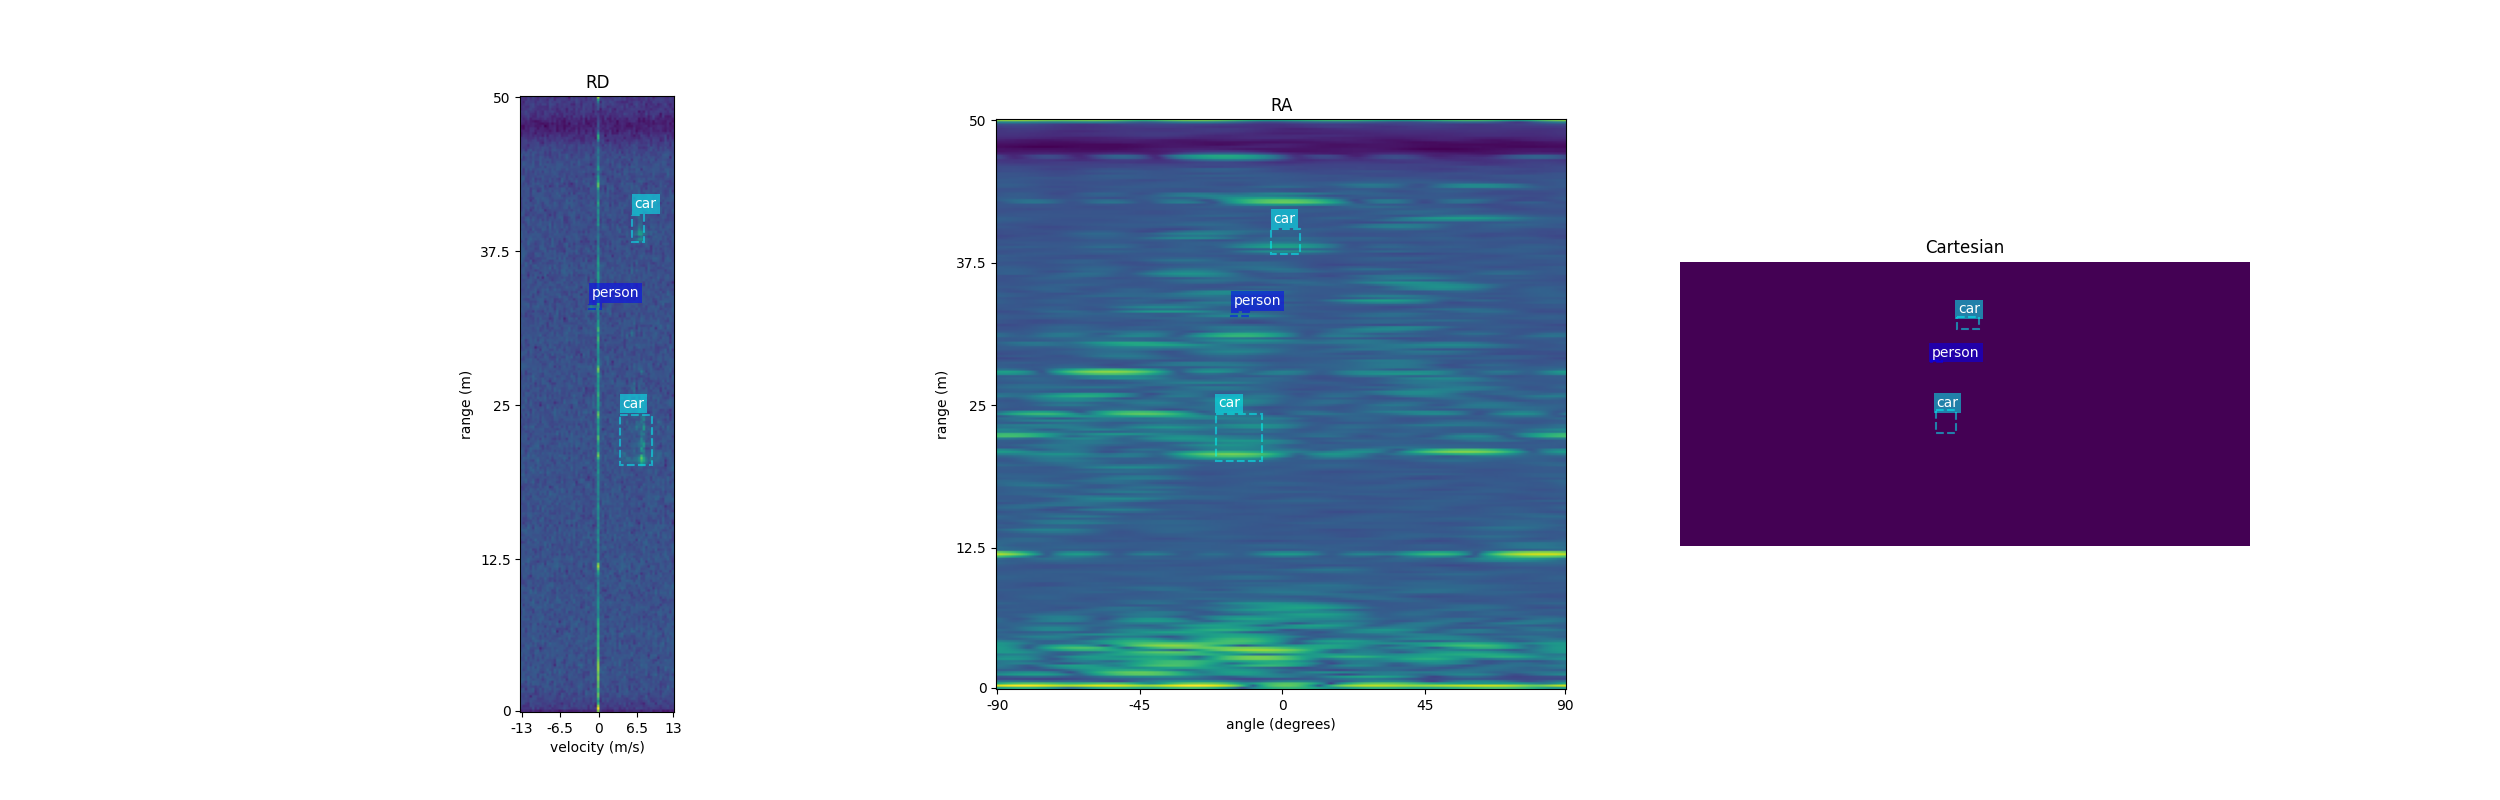 RD
50
37.5
25
12.5
0
range (m)
car
person
car
-13 -6.5 0 6.5 13
velocity (m/s)
RA
50
37.5
25
12.5
0
range (m)
car
person
car
-90 -45 0 45 90
angle (degrees)
Cartesian
car
person
car